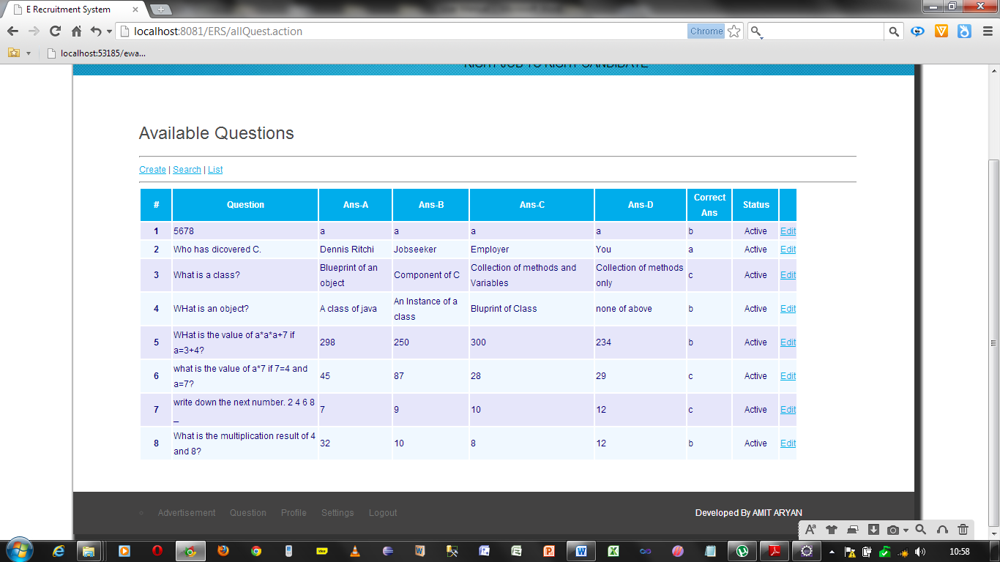 E Recruitment System
localhost:8081/ERS/allQuest.action
Chrome
localhost:53185/ewa...
RIGHT JOB TO RIGHT CANDIDATE
Available Questions
Create | Search | List
# Question Ans-A Ans-B Ans-C Ans-D Correct Ans Status
1 5678 a a a a b Active Edit
2 Who has dicovered C. Dennis Ritchi Jobseeker Employer You a Active Edit
3 What is a class? Blueprint of an object Component of C Collection of methods and Variables Collection of methods only c Active Edit
4 WHat is an object? A class of java An Instance of a class Bluprint of Class none of above b Active Edit
5 WHat is the value of a*a*a+7 if a=3+4? 298 250 300 234 b Active Edit
6 what is the value of a*7 if 7=4 and a=7? 45 87 28 29 c Active Edit
7 write down the next number. 2 4 6 8 _ 7 9 10 12 c Active Edit
8 What is the multiplication result of 4 and 8? 32 10 8 12 b Active Edit
Advertisement Question Profile Settings Logout
Developed By AMIT ARYAN
10:58